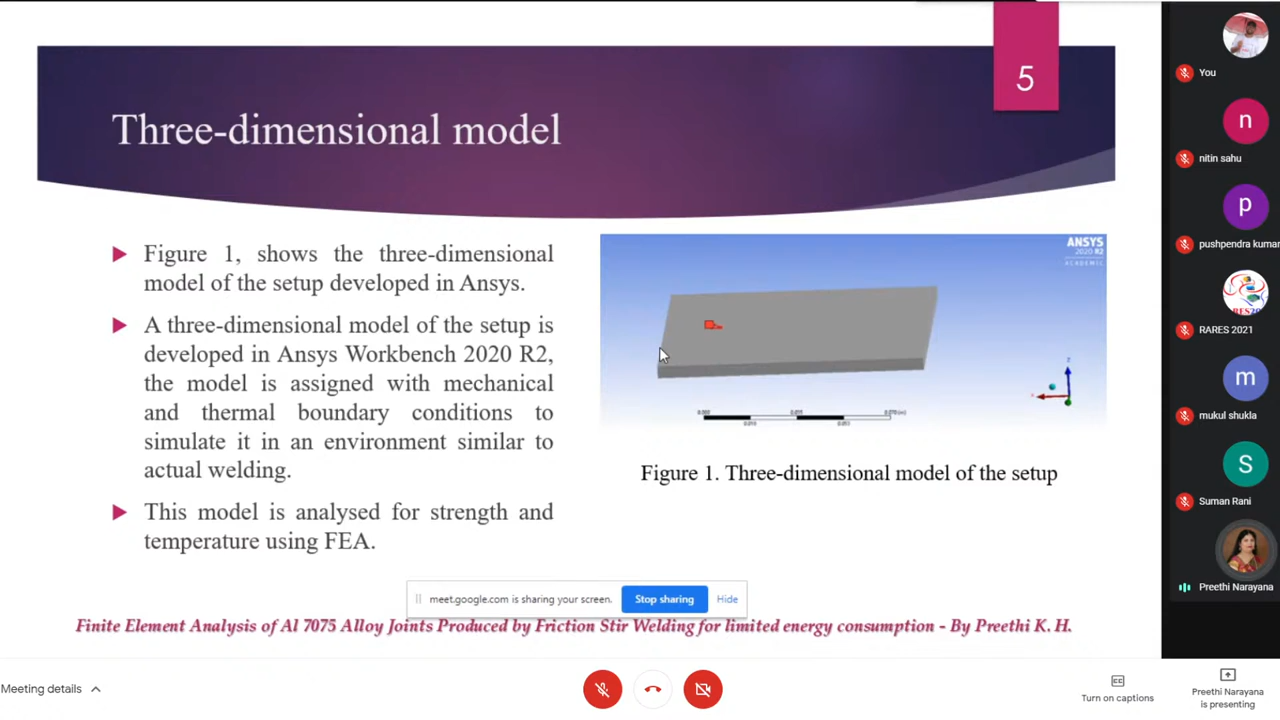 5
Three-dimensional model
Figure 1, shows the three-dimensional
model of the setup developed in Ansys.
A three-dimensional model of the setup is
developed in Ansys Workbench 2020 R2,
the model is assigned with mechanical
and thermal boundary conditions to
simulate it in an environment similar to
actual welding.
This model is analysed for strength and
temperature using FEA.
ANSYS
2020 R2
ACADEMIC
Figure 1. Three-dimensional model of the setup
meet.google.com is sharing your screen.
Stop sharing
Hide
Finite Element Analysis of Al 7075 Alloy Joints Produced by Friction Stir Welding for limited energy consumption - By Preethi K. H.
You
n
nitin sahu
p
pushpendra kumar
RARES 2021
m
mukul shukla
S
Suman Rani
Preethi Narayana
Meeting details
Turn on captions
Preethi Narayana
is presenting